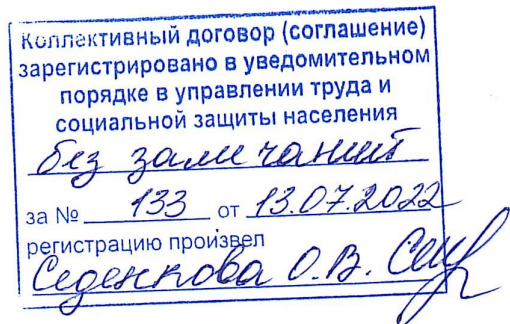 Коллективный договор (соглашение)
зарегистрировано в уведомительном
порядке в управлении труда и
социальной защиты населения
без замечаний
за № 133 от 13.07.2022
регистрацию произвел
Седенкова О.В.